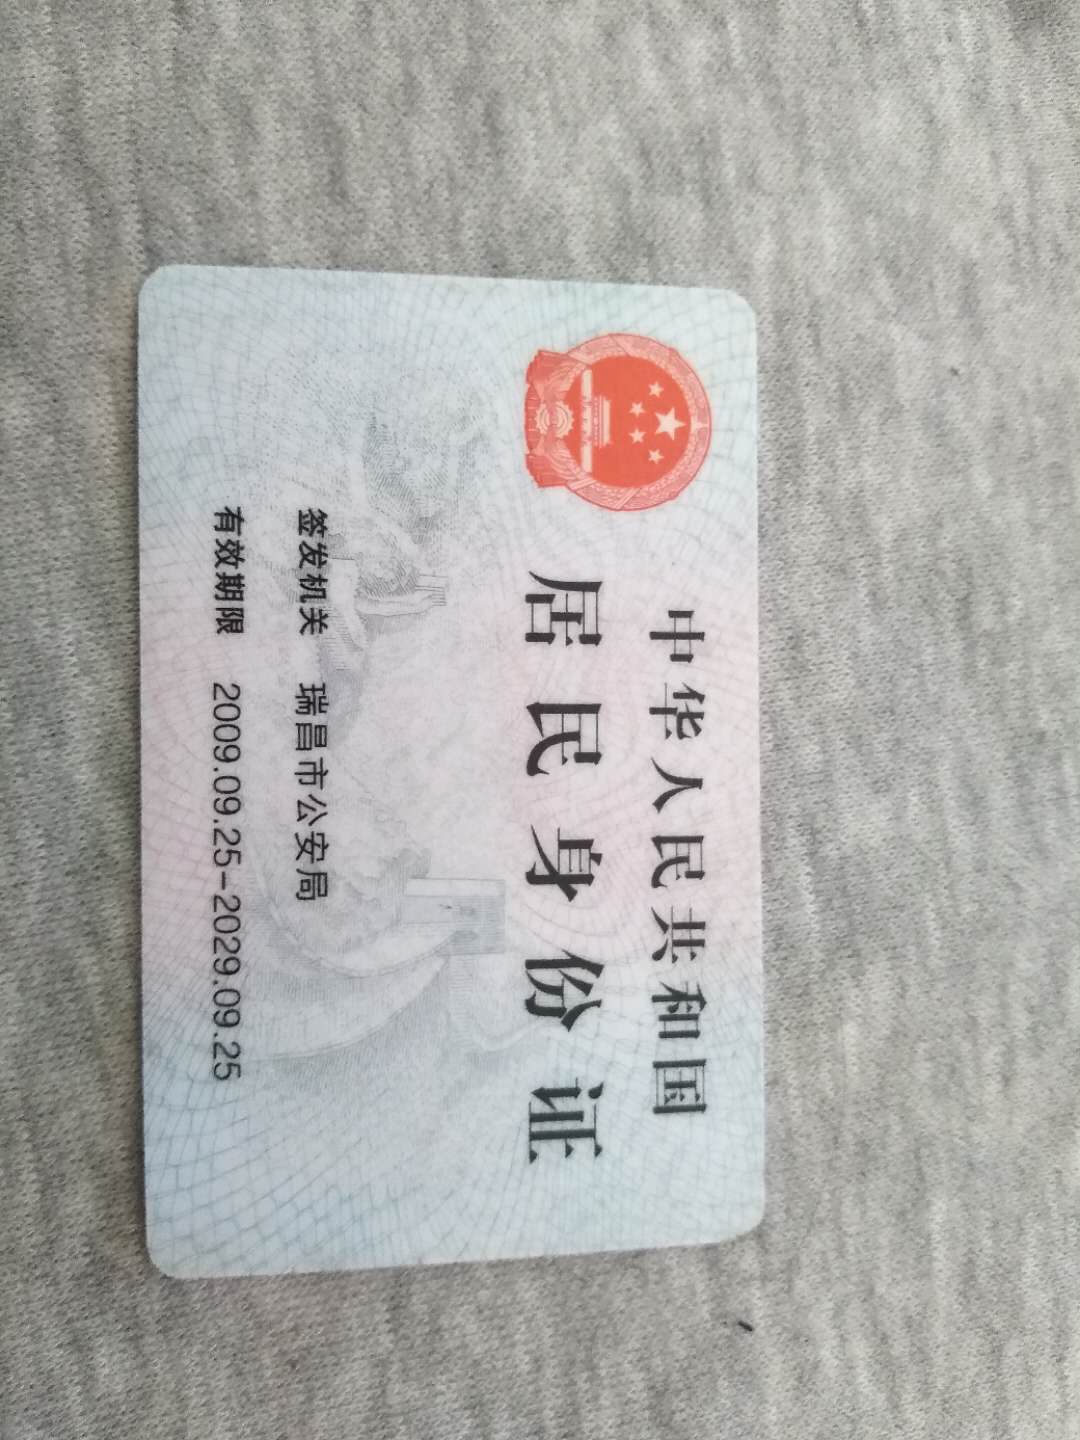 中华人民共和国
居民身份证
签发机关 瑞昌市公安局
有效期限 2009.09.25-2029.09.25